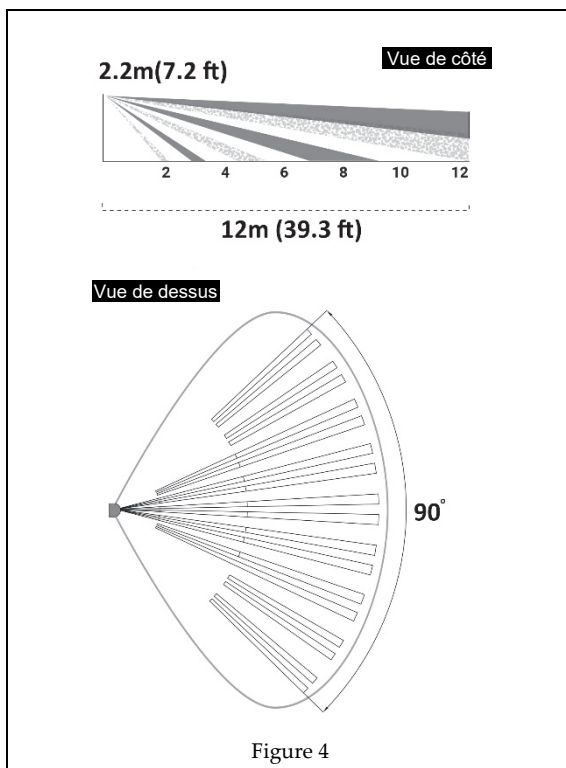 Vue de côté
2.2m(7.2 ft)
2 4 6 8 10 12
12m (39.3 ft)
Vue de dessus
90°
Figure 4